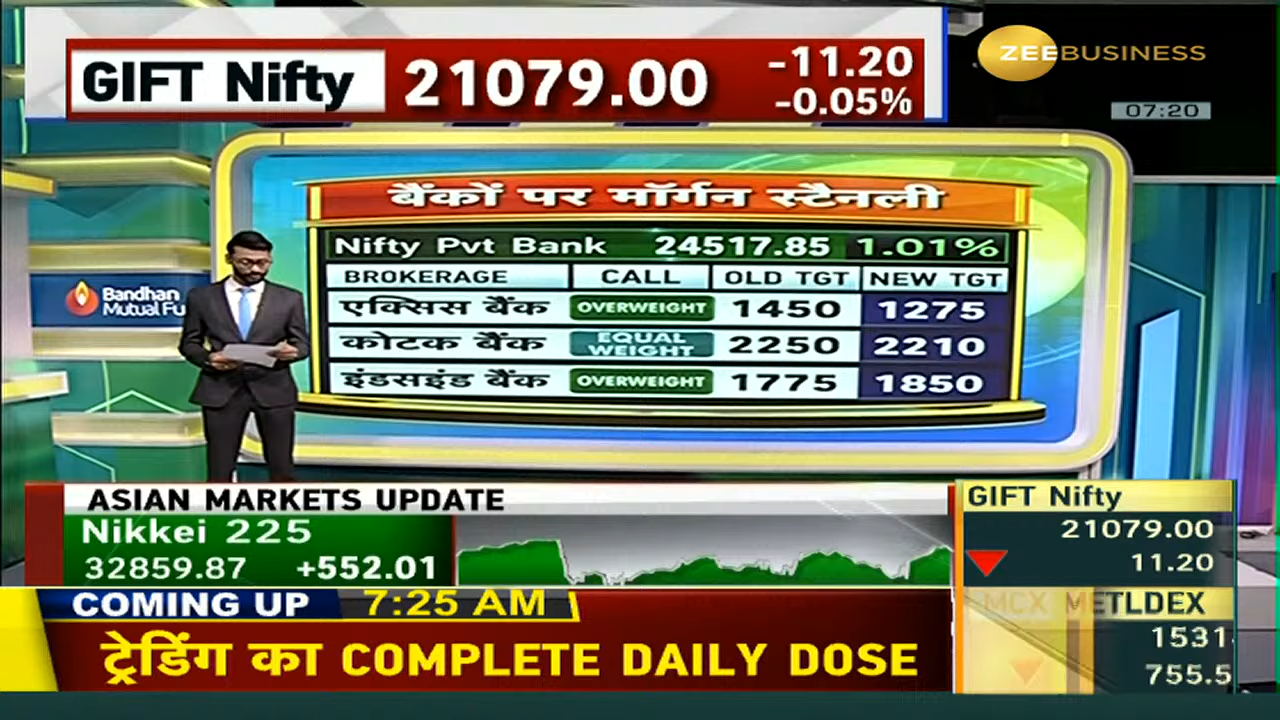 GIFT Nifty 21079.00 -11.20
-0.05%
ZEEBUSINESS
07:20
बैंकों पर मॉर्गन स्टैनली
Nifty Pvt Bank 24517.85 1.01%
BROKERAGE CALL OLD TGT NEW TGT
एक्सिस बैंक OVERWEIGHT 1450 1275
कोटक बैंक EQUAL WEIGHT 2250 2210
इंडसइंड बैंक OVERWEIGHT 1775 1850
Bandhan
Mutual Fu
ASIAN MARKETS UPDATE
Nikkei 225
32859.87 +552.01
GIFT Nifty
21079.00
11.20
MCX METLDEX
1531
755.5
COMING UP 7:25 AM
ट्रेडिंग का COMPLETE DAILY DOSE